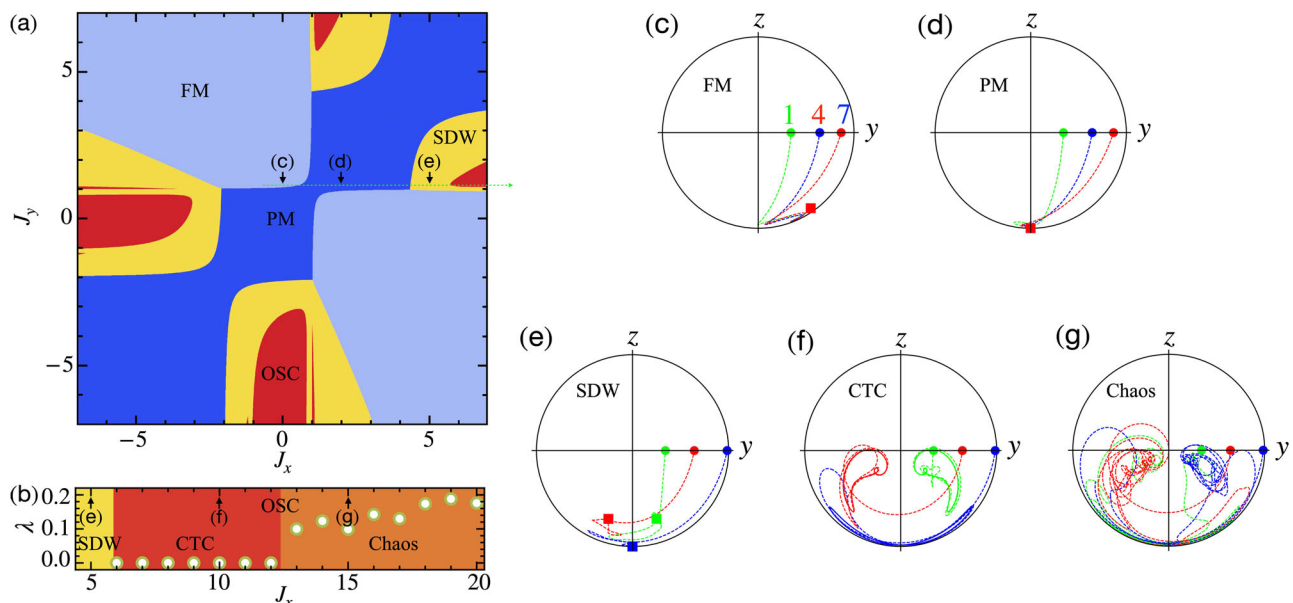 (a)
FM
SDW
(c)
(d)
(e)
PM
OSC
5
0
−5
J_y
−5
0
5
J_x
(b)
0.2
0.1
0.0
λ
OSC
(e)
(f)
(g)
SDW
CTC
Chaos
5
10
15
20
J_x
(c)
z
FM
1 4 7
y
(d)
z
PM
y
(e)
z
SDW
y
(f)
z
CTC
y
(g)
z
Chaos
y